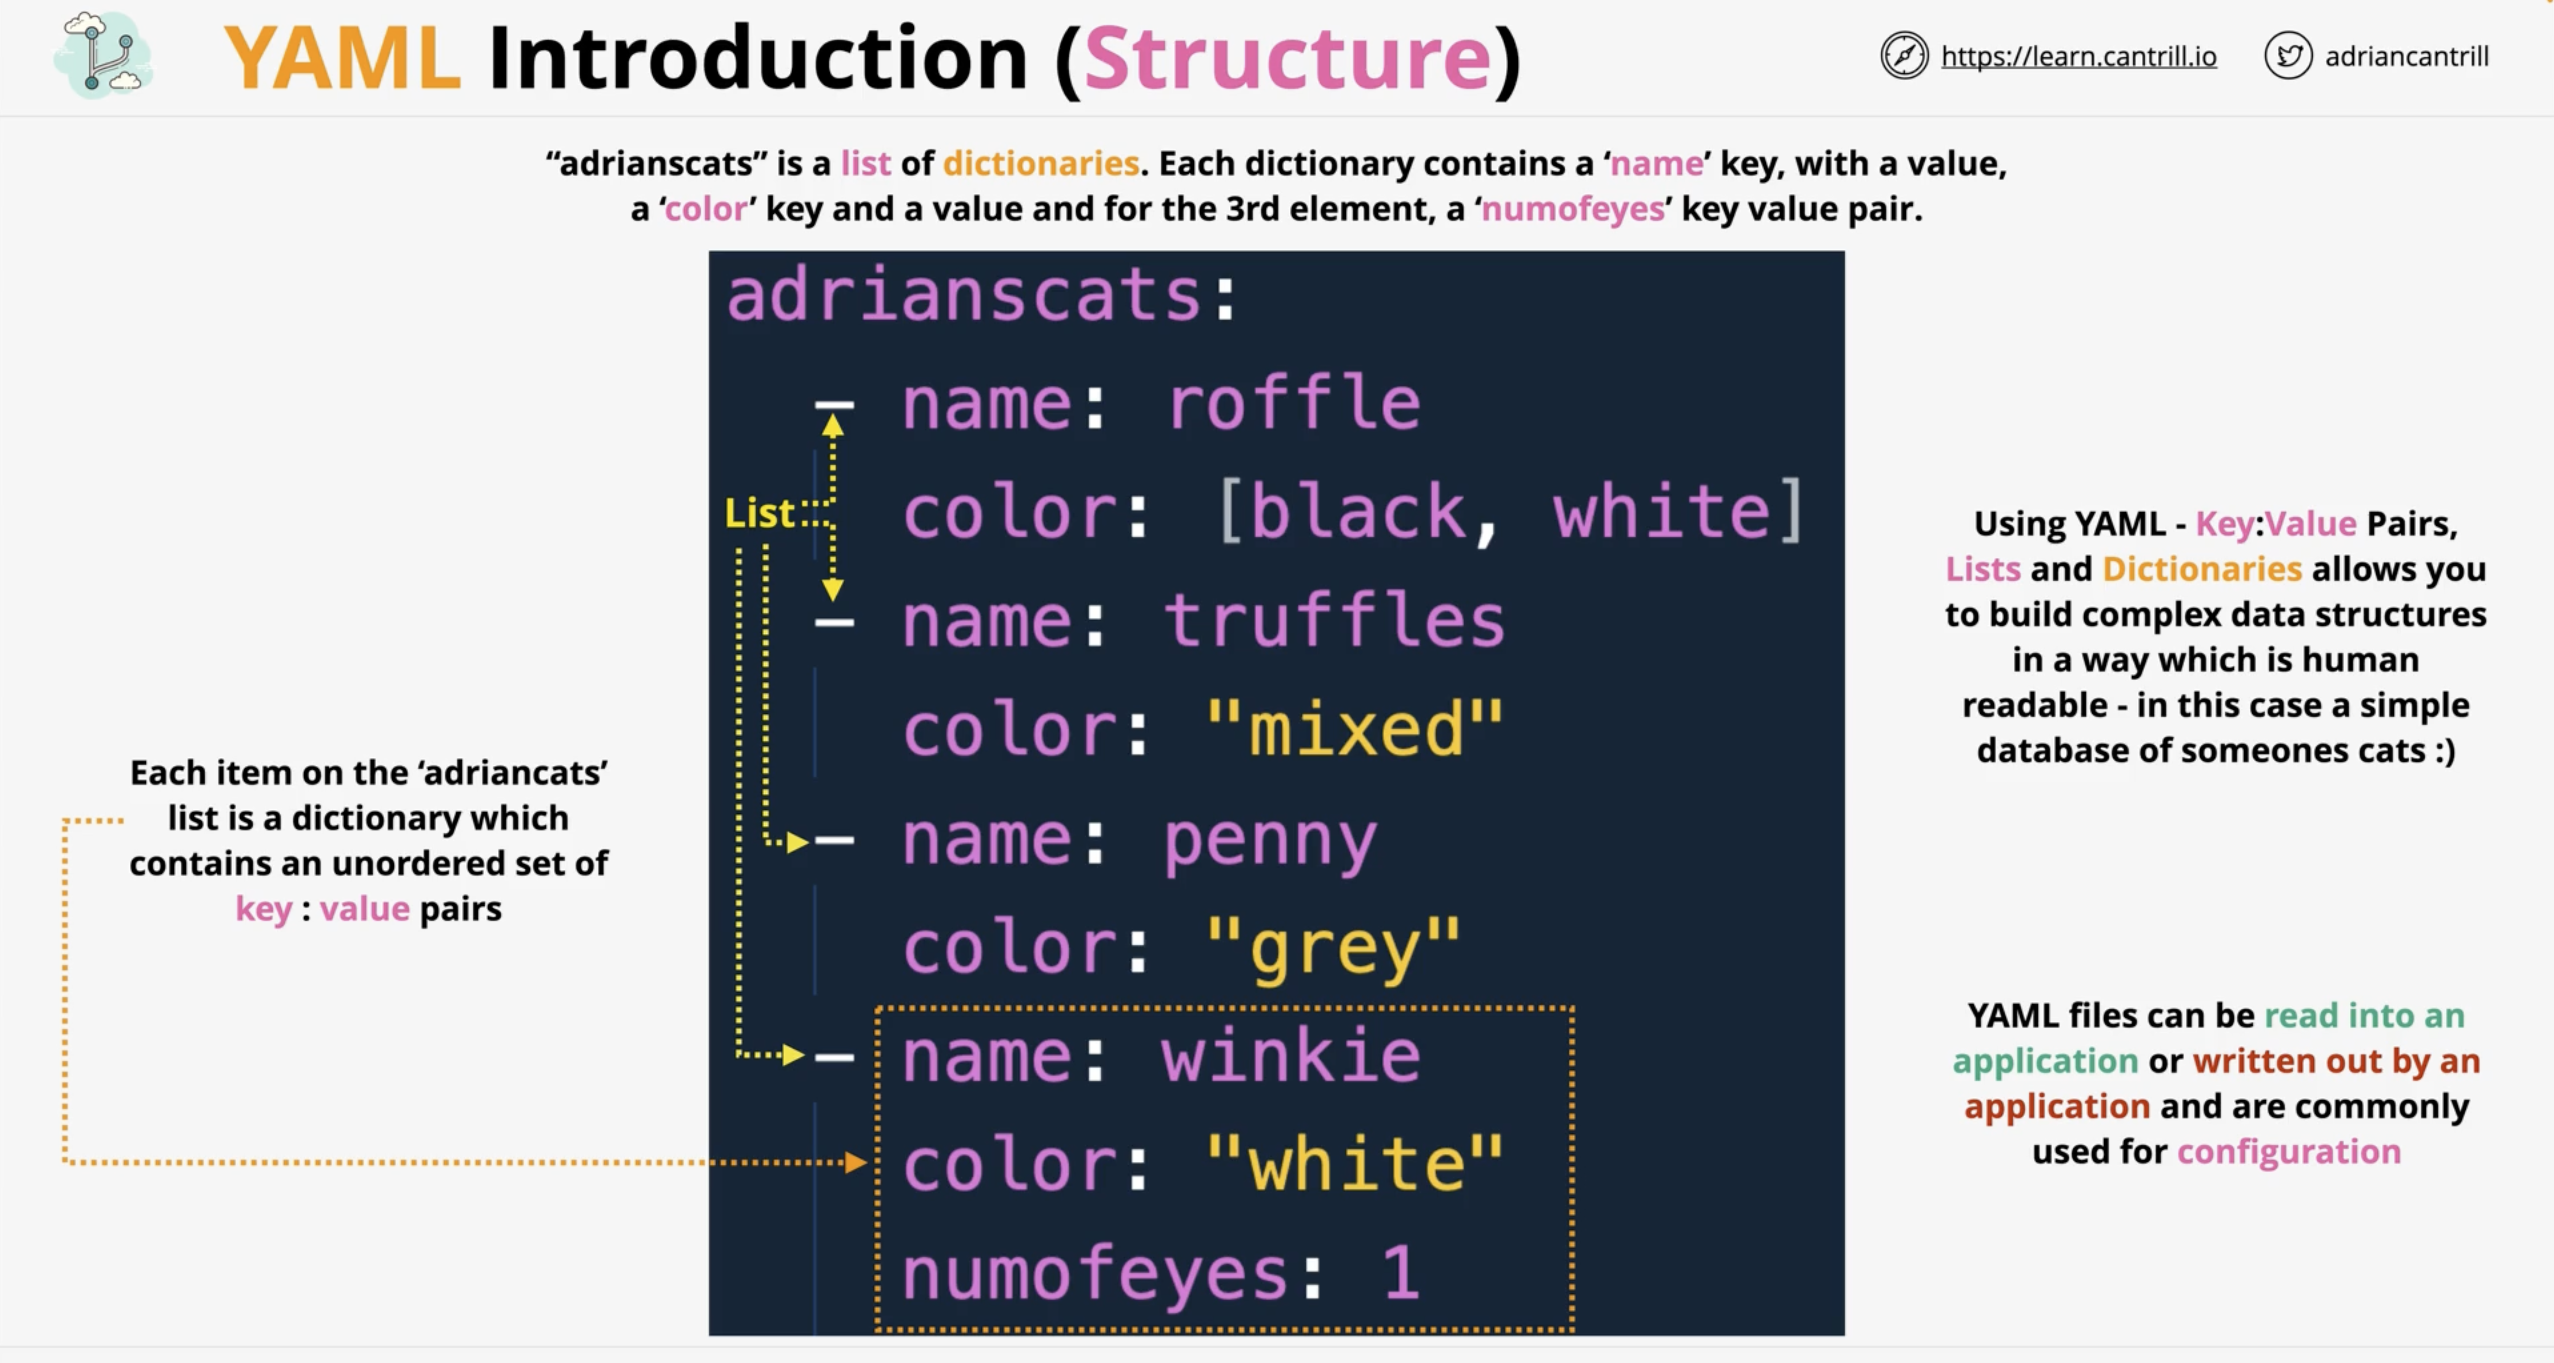 YAML Introduction (Structure)
https://learn.cantrill.io
adriancantrill
“adrianscats” is a list of dictionaries. Each dictionary contains a ‘name’ key, with a value,
a ‘color’ key and a value and for the 3rd element, a ‘numofeyes’ key value pair.
adrianscats:
- name: roffle
color: [black, white]
- name: truffles
color: "mixed"
- name: penny
color: "grey"
- name: winkie
color: "white"
numofeyes: 1
List
Each item on the ‘adriancats’
list is a dictionary which
contains an unordered set of
key : value pairs
Using YAML - Key:Value Pairs,
Lists and Dictionaries allows you
to build complex data structures
in a way which is human
readable - in this case a simple
database of someones cats :)
YAML files can be read into an
application or written out by an
application and are commonly
used for configuration